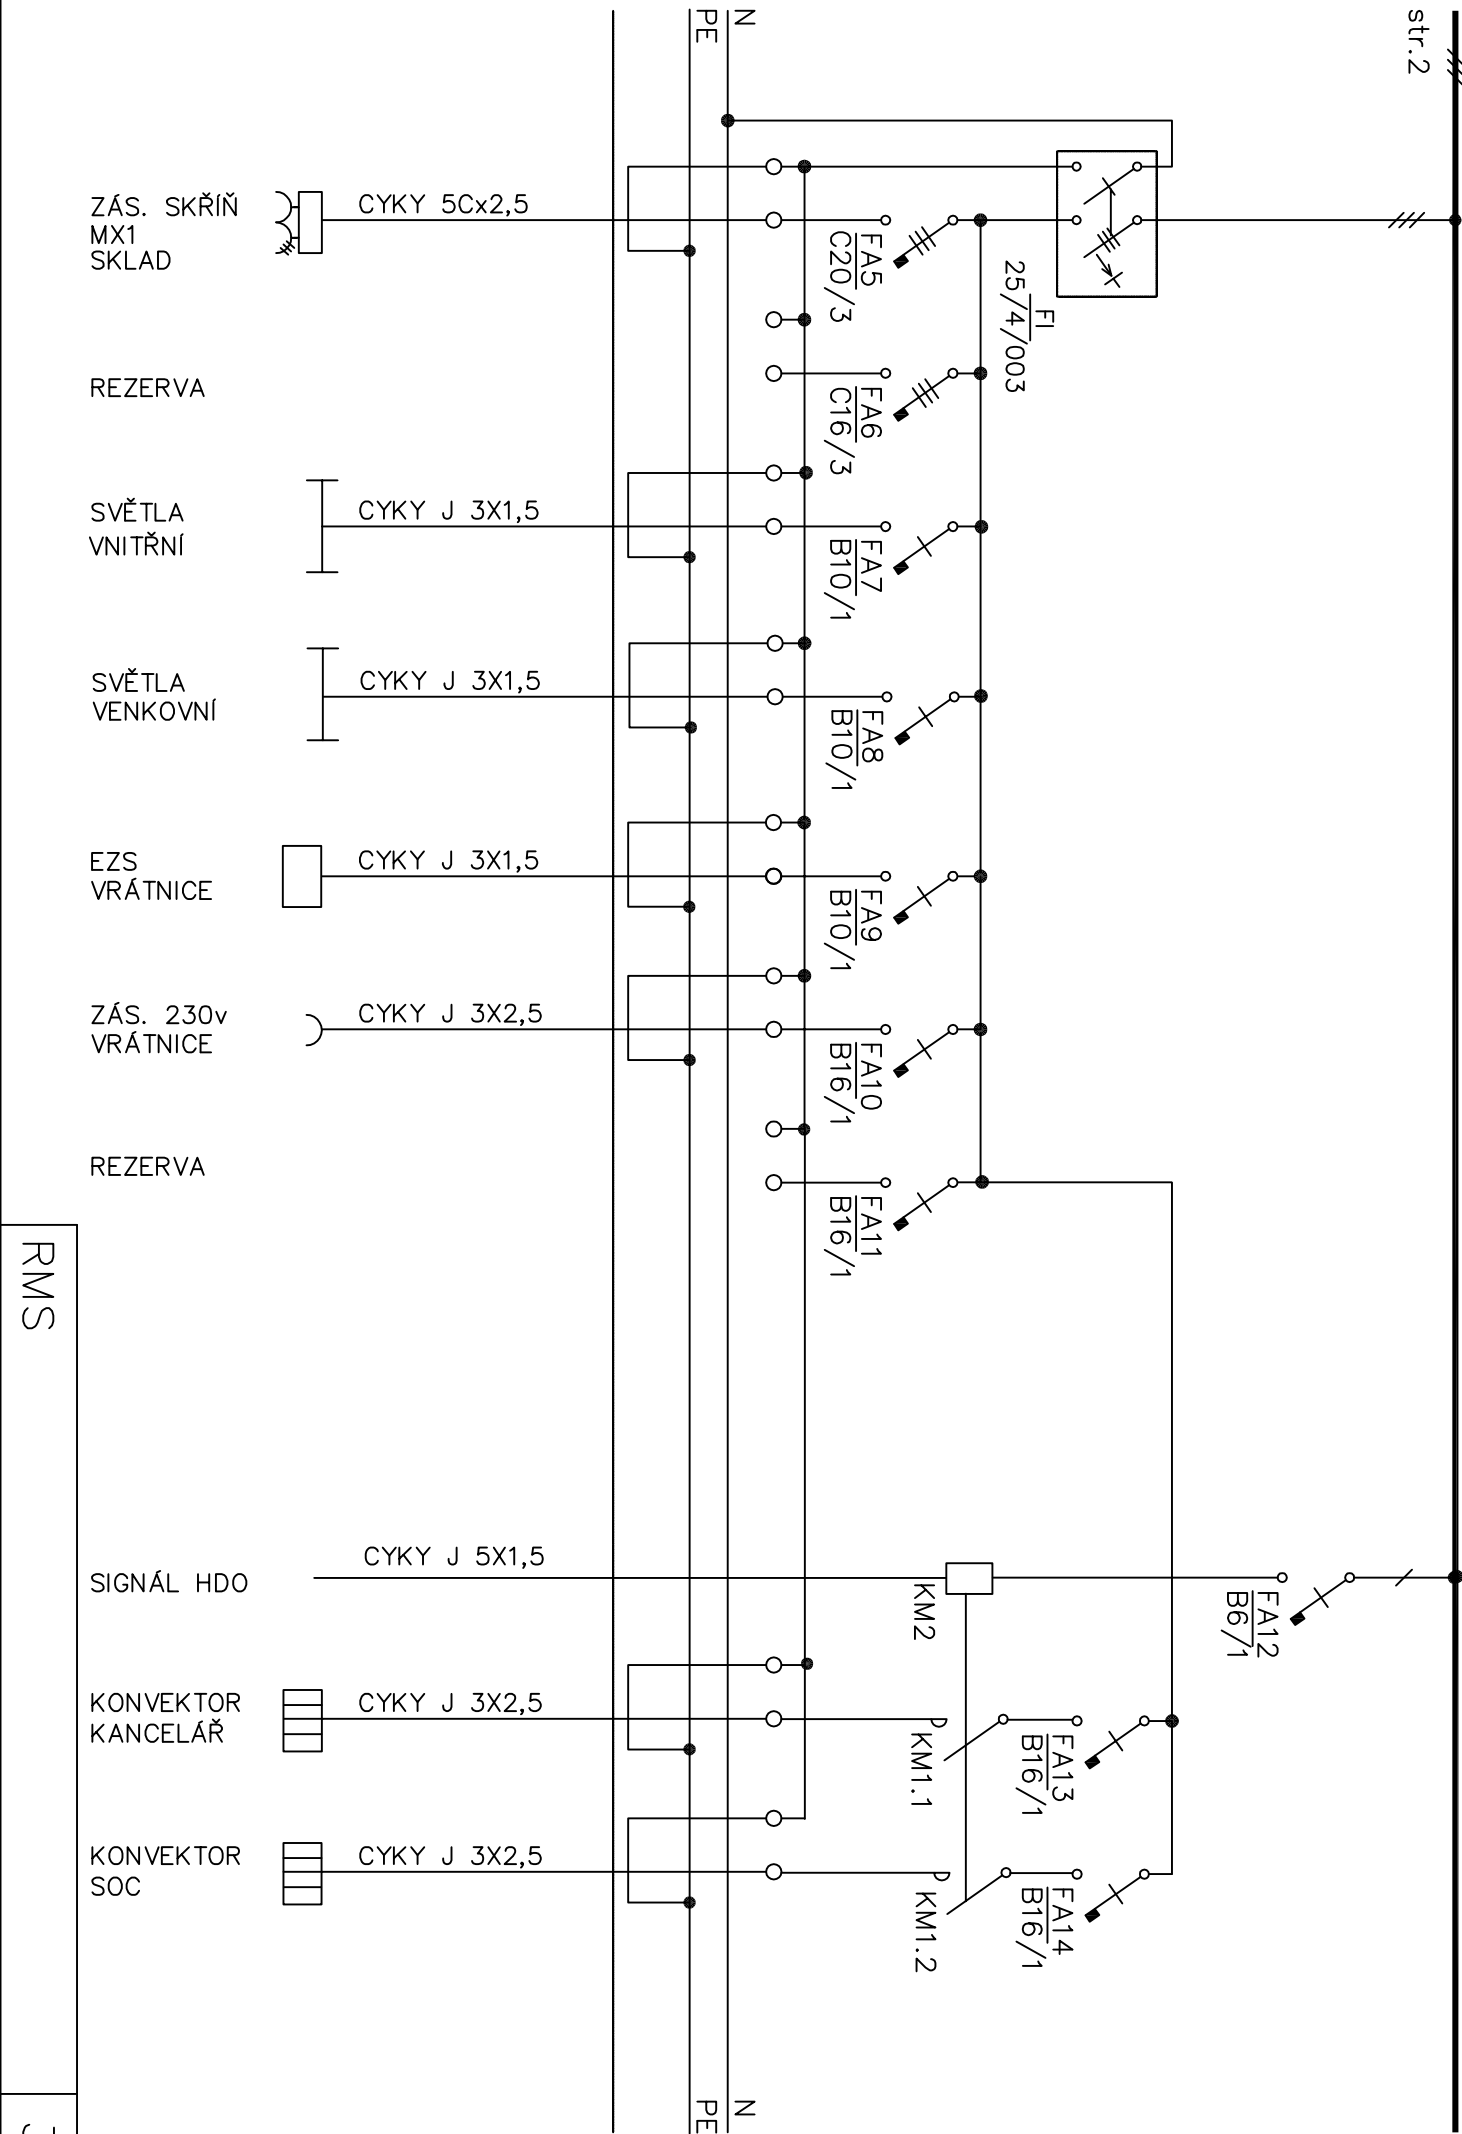 str.2
N
PE
FI
25/4/003
ZÁS. SKŘÍŇ
MX1
SKLAD
CYKY 5Cx2,5
FA5
C20/3
REZERVA
FA6
C16/3
SVĚTLA
VNITŘNÍ
CYKY J 3X1,5
FA7
B10/1
SVĚTLA
VENKOVNÍ
CYKY J 3X1,5
FA8
B10/1
EZS
VRÁTNICE
CYKY J 3X1,5
FA9
B10/1
ZÁS. 230v
VRÁTNICE
CYKY J 3X2,5
FA10
B16/1
REZERVA
FA11
B16/1
SIGNÁL HDO
CYKY J 5X1,5
KM2
FA12
B6/1
KONVEKTOR
KANCELÁŘ
CYKY J 3X2,5
KM1.1
FA13
B16/1
KONVEKTOR
SOC
CYKY J 3X2,5
KM1.2
FA14
B16/1
N
PE
RMS